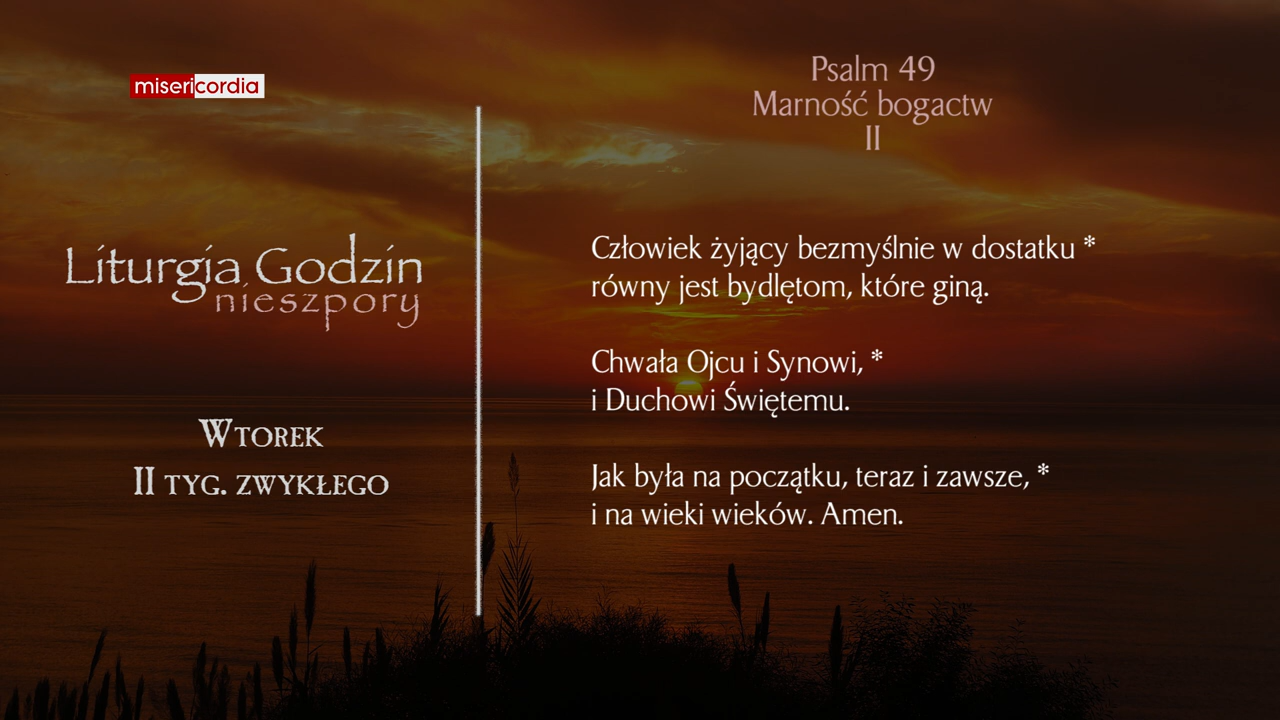 misericordia
Liturgia Godzin
nieszpory
Wtorek
II tyg. zwykłego
Psalm 49
Marność bogactw
II
Człowiek żyjący bezmyślnie w dostatku *
równy jest bydlętom, które giną.
Chwała Ojcu i Synowi, *
i Duchowi Świętemu.
Jak była na początku, teraz i zawsze, *
i na wieki wieków. Amen.